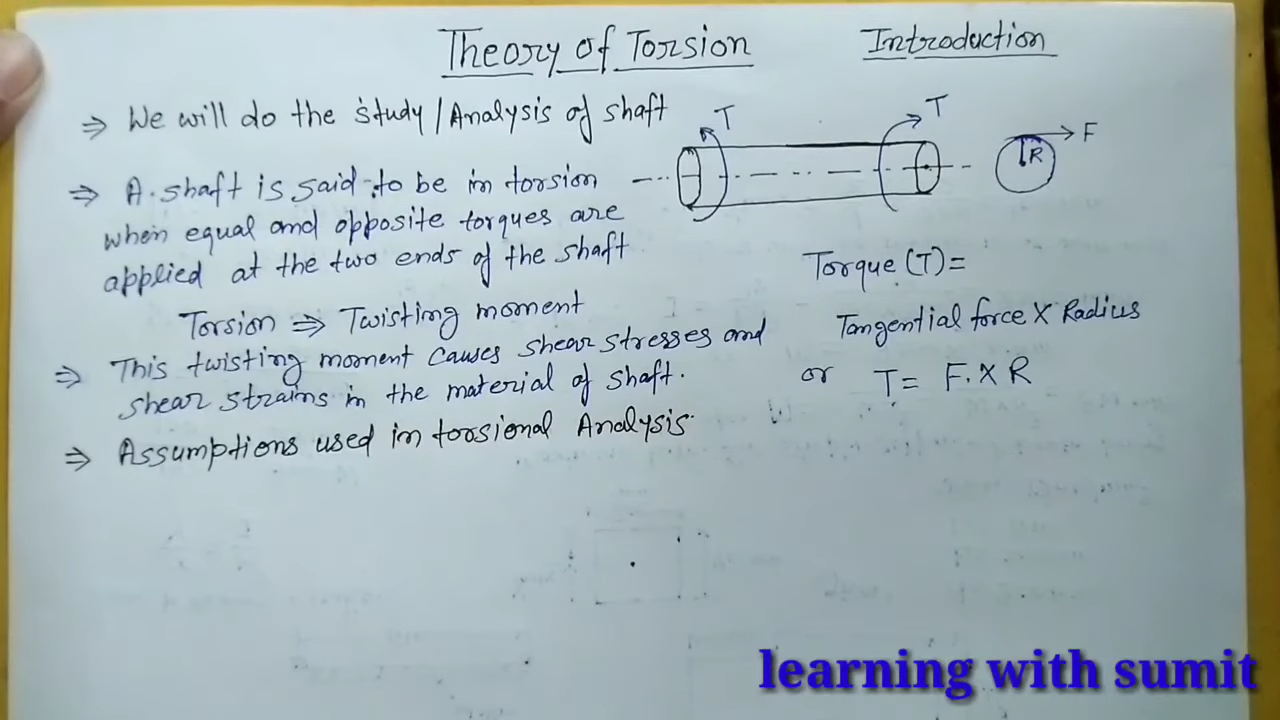 Theory of Torsion Introduction
⇒ We will do the study/Analysis of shaft
T T
F
R
⇒ A shaft is said to be in torsion
when equal and opposite torques are
applied at the two ends of the shaft
Torsion ⇒ Twisting moment
⇒ This twisting moment causes shear stresses and
shear strains in the material of shaft.
⇒ Assumptions used in torsional Analysis
Torque (T) =
Tangential force X Radius
or T = F. X R
learning with sumit